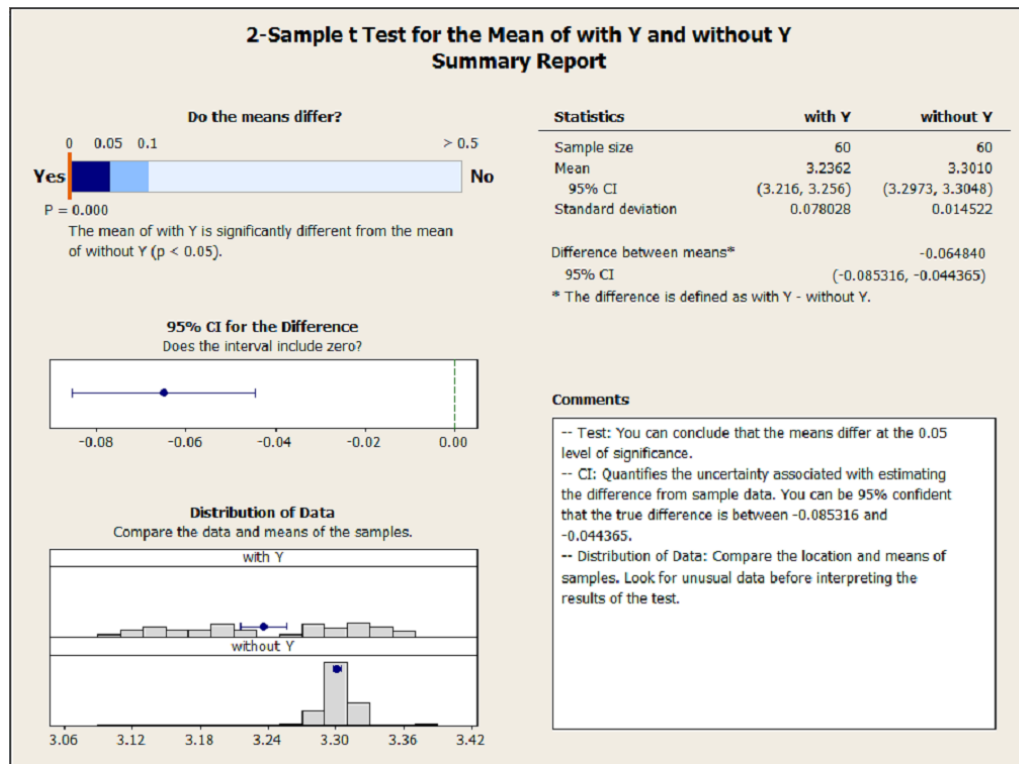 2-Sample t Test for the Mean of with Y and without Y
Summary Report
Do the means differ?
0 0.05 0.1 > 0.5
Yes No
P = 0.000
The mean of with Y is significantly different from the mean
of without Y (p < 0.05).
95% CI for the Difference
Does the interval include zero?
-0.08 -0.06 -0.04 -0.02 0.00
Distribution of Data
Compare the data and means of the samples.
with Y
without Y
3.06 3.12 3.18 3.24 3.30 3.36 3.42
Statistics with Y without Y
Sample size 60 60
Mean 3.2362 3.3010
95% CI (3.216, 3.256) (3.2973, 3.3048)
Standard deviation 0.078028 0.014522
Difference between means* -0.064840
95% CI (-0.085316, -0.044365)
* The difference is defined as with Y - without Y.
Comments
-- Test: You can conclude that the means differ at the 0.05
level of significance.
-- CI: Quantifies the uncertainty associated with estimating
the difference from sample data. You can be 95% confident
that the true difference is between -0.085316 and
-0.044365.
-- Distribution of Data: Compare the location and means of
samples. Look for unusual data before interpreting the
results of the test.